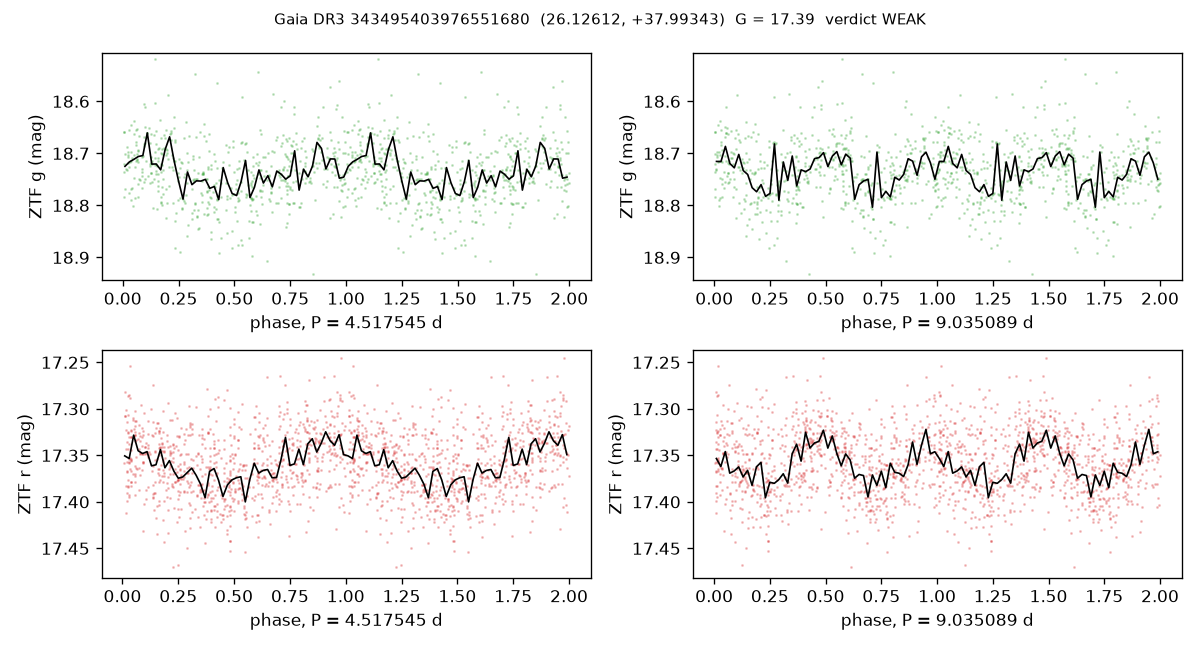 Gaia DR3 343495403976551680 (26.12612, +37.99343) G = 17.39 verdict WEAK
ZTF g (mag)
18.6
18.7
18.8
18.9
0.00 0.25 0.50 0.75 1.00 1.25 1.50 1.75 2.00
phase, P = 4.517545 d
ZTF g (mag)
18.6
18.7
18.8
18.9
0.00 0.25 0.50 0.75 1.00 1.25 1.50 1.75 2.00
phase, P = 9.035089 d
ZTF r (mag)
17.25
17.30
17.35
17.40
17.45
0.00 0.25 0.50 0.75 1.00 1.25 1.50 1.75 2.00
phase, P = 4.517545 d
ZTF r (mag)
17.25
17.30
17.35
17.40
17.45
0.00 0.25 0.50 0.75 1.00 1.25 1.50 1.75 2.00
phase, P = 9.035089 d